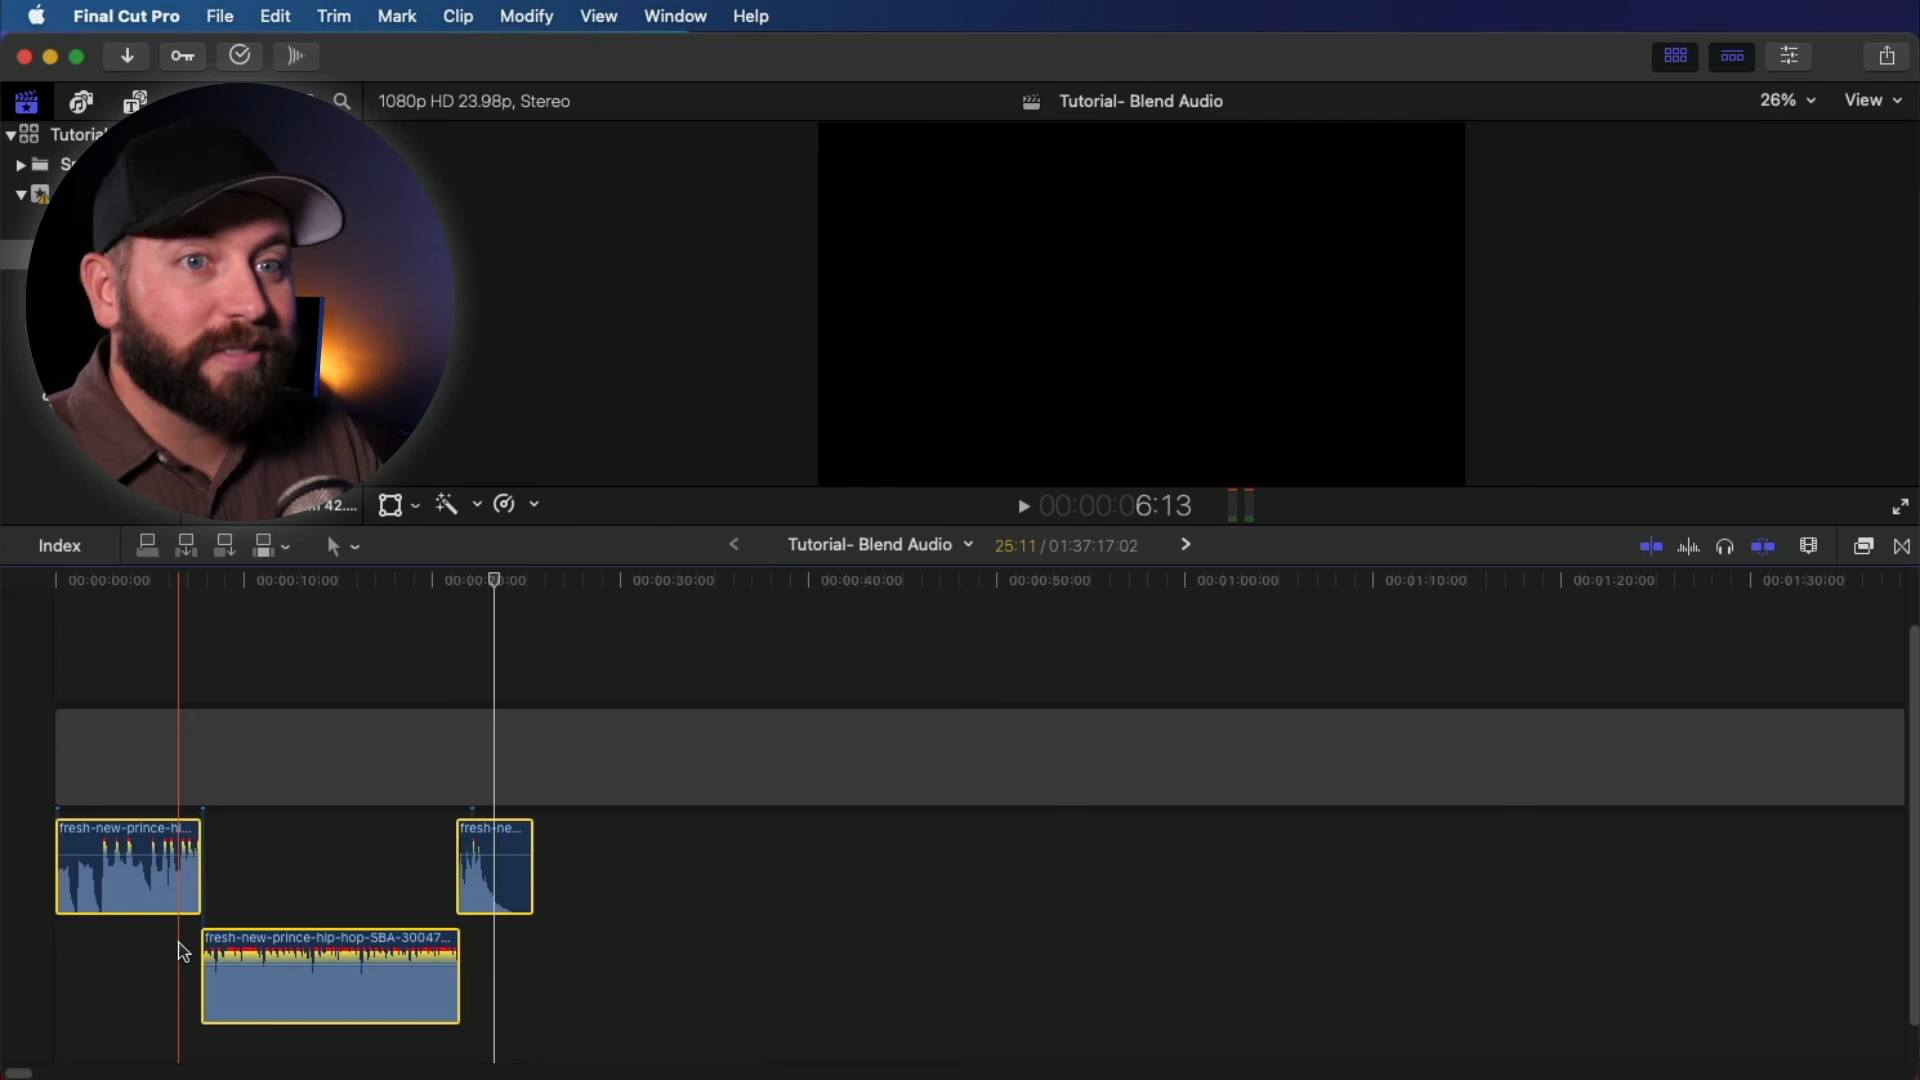 Final Cut Pro File Edit Trim Mark Clip Modify View Window Help
1080p HD 23.98p, Stereo
Tutorial- Blend Audio
26%
View
Tutorial
42....
00:00:06:13
Index
Tutorial- Blend Audio
25:11 / 01:37:17:02
00:00:00:00 00:00:10:00 00:00:20:00 00:00:30:00 00:00:40:00 00:00:50:00 00:01:00:00 00:01:10:00 00:01:20:00 00:01:30:00
fresh-new-prince-hi...
fresh-ne...
fresh-new-prince-hip-hop-SBA-30047...